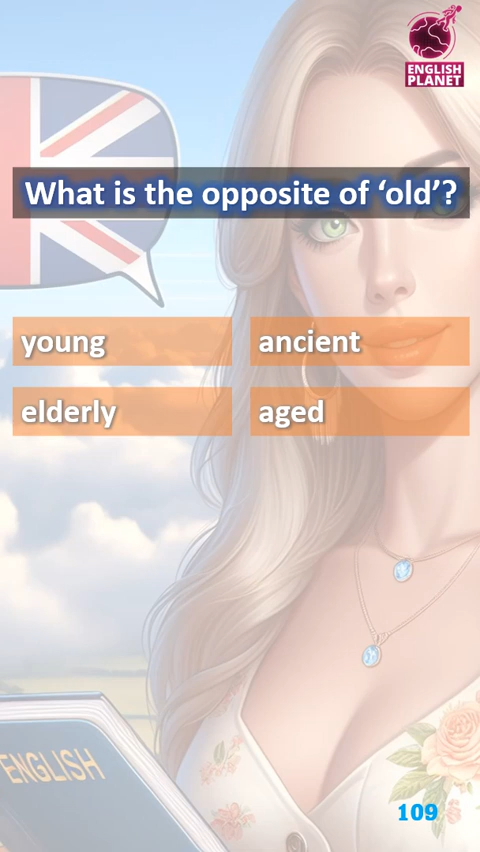 ENGLISH
PLANET
What is the opposite of ‘old’?
young
ancient
elderly
aged
ENGLISH
109